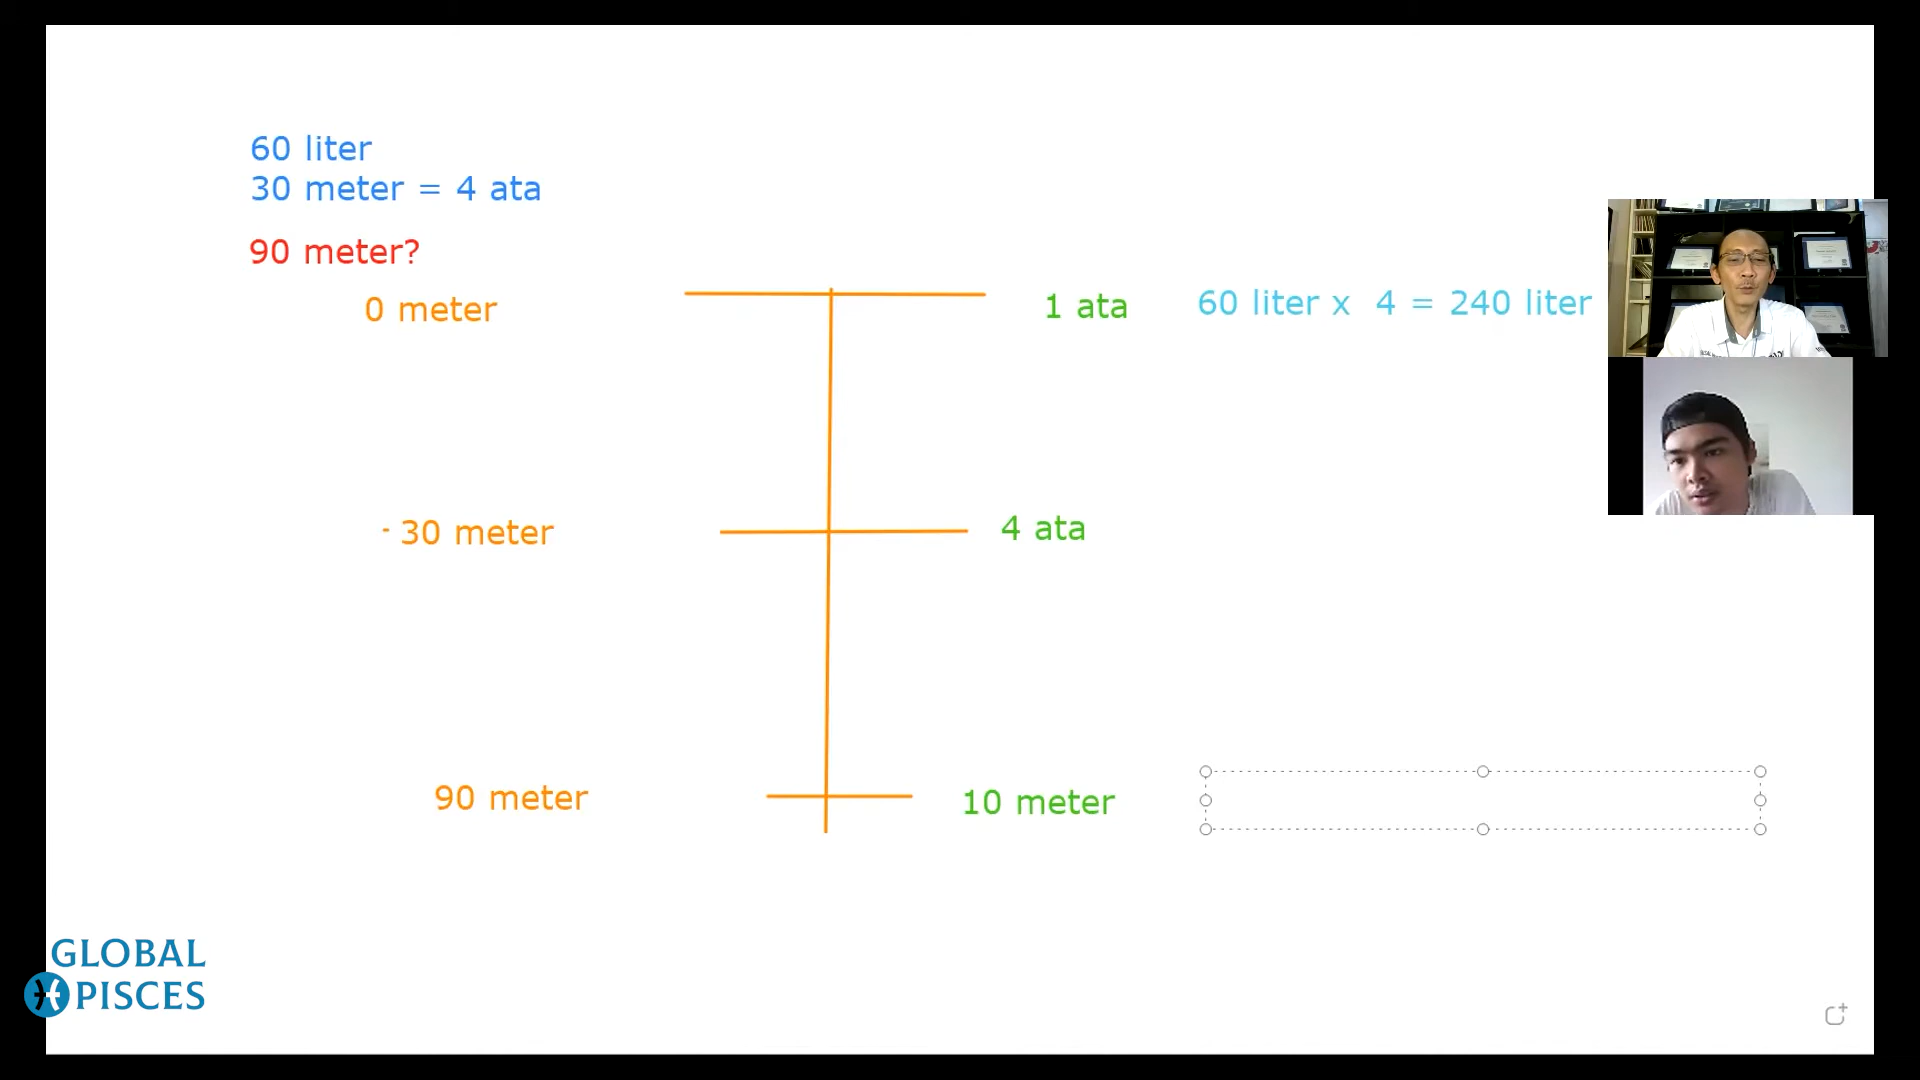 60 liter
30 meter = 4 ata
90 meter?
0 meter
1 ata
60 liter x 4 = 240 liter
- 30 meter
4 ata
90 meter
10 meter
GLOBAL
PISCES